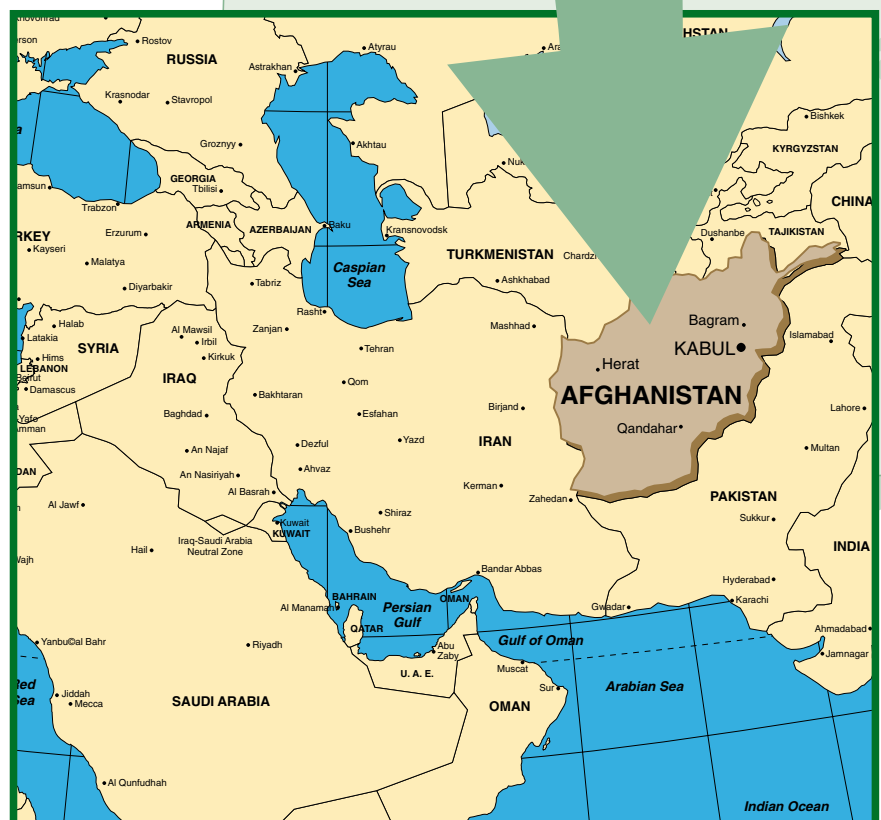 Rostov
Atyrau
RUSSIA
Astrakhan
Krasnodar
Stavropol
Bishkek
Groznyy
Akhtau
KYRGYZSTAN
GEORGIA
Tbilisi
CHINA
Trabzon
ARMENIA
AZERBAIJAN
Baku
Kransnovodsk
Erzurum
Dushanbe
TAJIKISTAN
Kayseri
TURKMENISTAN
Malatya
Caspian
Sea
Ashkhabad
Diyarbakir
Tabriz
Rasht
Bagram
Halab
Al Mawsil
Zanjan
Mashhad
Latakia
Irbil
KABUL
Islamabad
SYRIA
Tehran
Hims
Kirkuk
Herat
LEBANON
IRAQ
Qom
Damascus
Bakhtaran
AFGHANISTAN
Baghdad
Esfahan
Birjand
Lahore
Yafo
Qandahar
Dezful
Yazd
IRAN
An Najaf
Multan
An Nasiriyah
Ahvaz
Kerman
Al Basrah
Zahedan
PAKISTAN
Al Jawf
Shiraz
Sukkur
Kuwait
KUWAIT
Bushehr
Iraq-Saudi Arabia
Neutral Zone
Hail
INDIA
Bandar Abbas
Hyderabad
BAHRAIN
OMAN
Karachi
Al Manamah
Persian
Gulf
Gwadar
QATAR
Ahmadabad
Yanbu©al Bahr
Riyadh
Abu
Zaby
Gulf of Oman
Jamnagar
U. A. E.
Muscat
Sur
Arabian Sea
Jiddah
Mecca
SAUDI ARABIA
OMAN
Al Qunfudhah
Indian Ocean